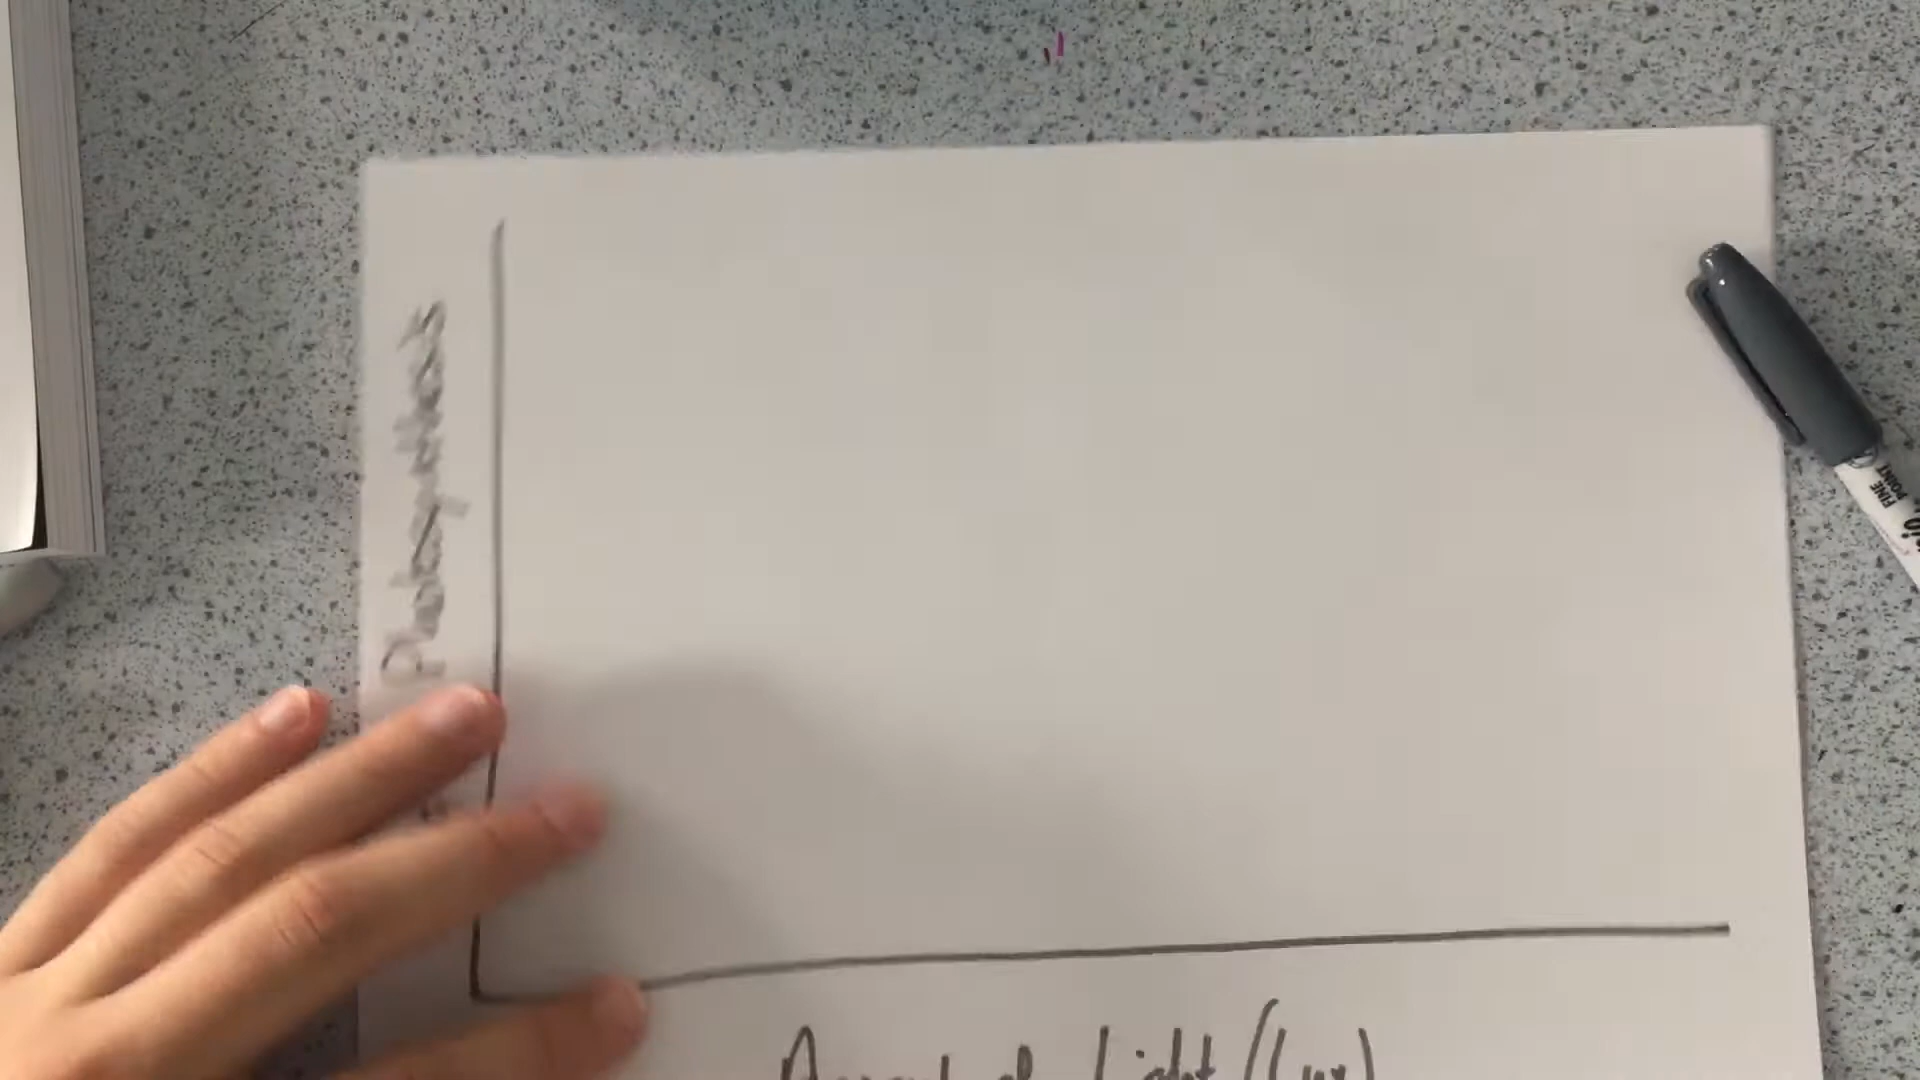 Photosynthesis
Amount of Light (Lux)
FINE
POINT